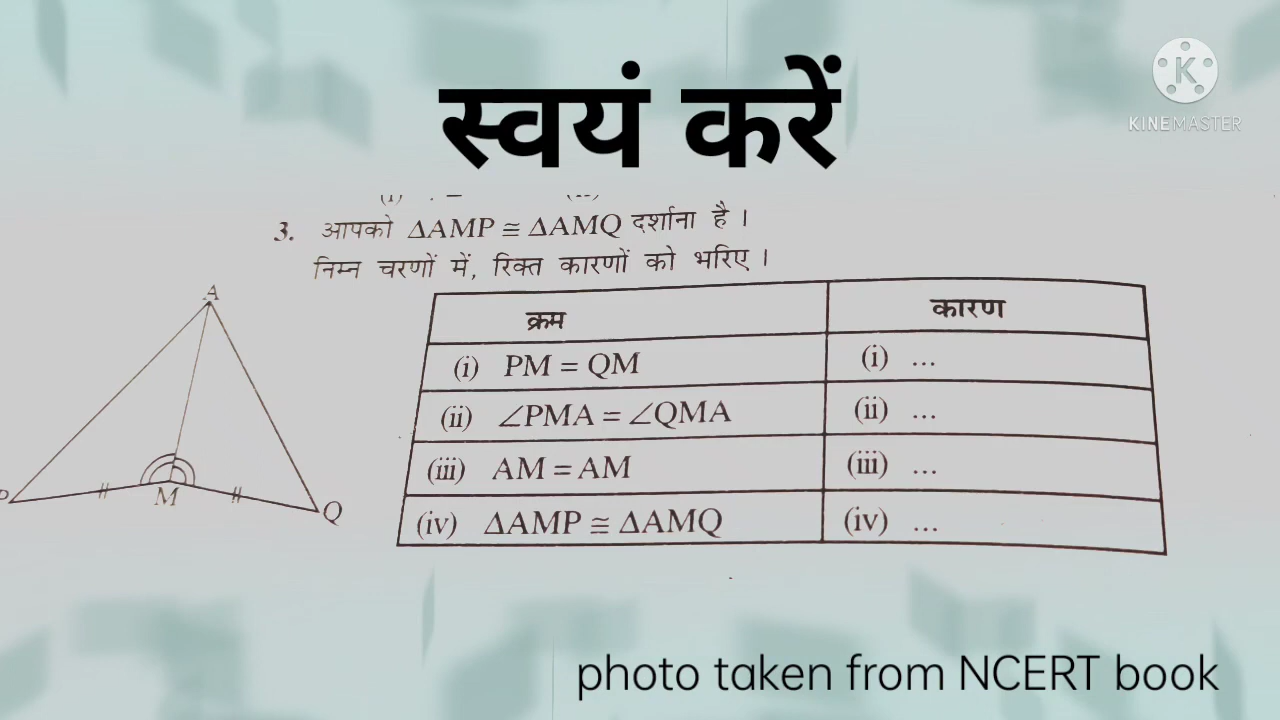 स्वयं करें
KINEMASTER
3. आपको ΔAMP ≅ ΔAMQ दर्शाना है ।
निम्न चरणों में, रिक्त कारणों को भरिए ।
क्रम कारण
(i) PM = QM (i) ...
(ii) ∠PMA = ∠QMA (ii) ...
(iii) AM = AM (iii) ...
(iv) ΔAMP ≅ ΔAMQ (iv) ...
A
P M Q
photo taken from NCERT book